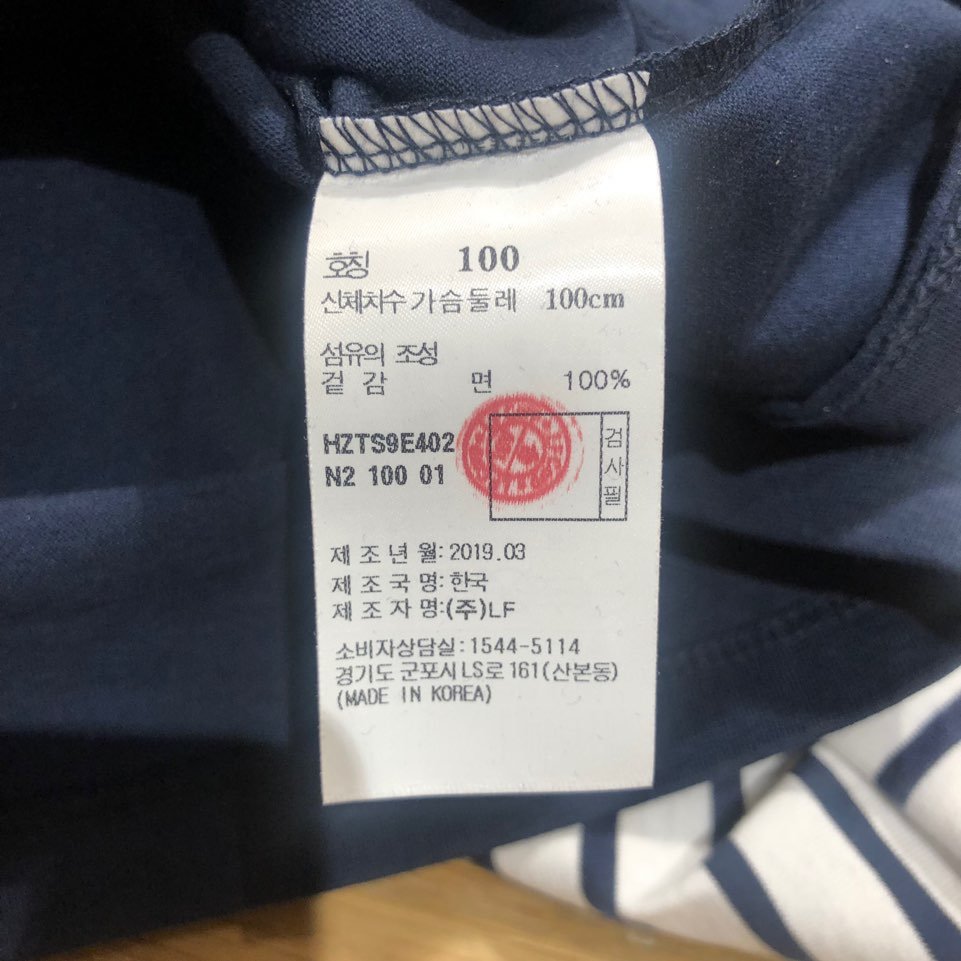 호칭 100
신체치수 가슴둘레 100cm
섬유의 조성
겉감 면 100%
HZTS9E402
N2 100 01
검사필
제조년월: 2019.03
제조국명: 한국
제조자명: (주)LF
소비자상담실: 1544-5114
경기도 군포시 LS로 161(산본동)
(MADE IN KOREA)